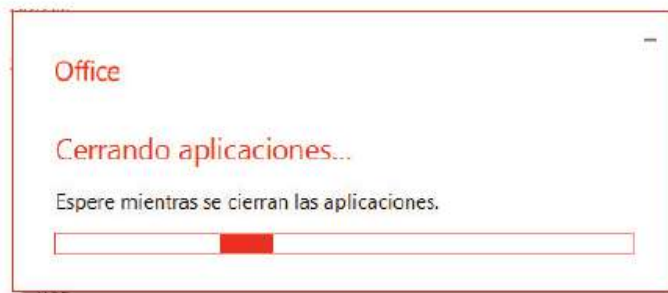 Office
Cerrando aplicaciones...
Espere mientras se cierran las aplicaciones.